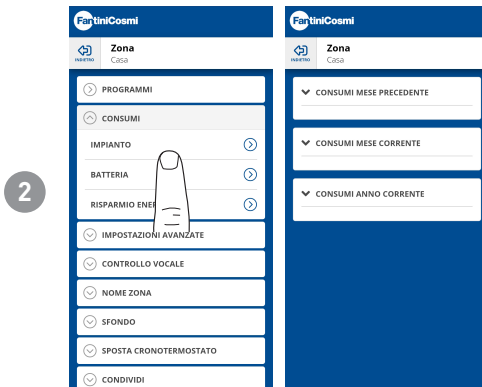 2
FantiniCosmi
INDIETRO
Zona
Casa
PROGRAMMI
CONSUMI
IMPIANTO
BATTERIA
RISPARMIO ENE
IMPOSTAZIONI AVANZATE
CONTROLLO VOCALE
NOME ZONA
SFONDO
SPOSTA CRONOTERMOSTATO
CONDIVIDI
FantiniCosmi
INDIETRO
Zona
Casa
CONSUMI MESE PRECEDENTE
CONSUMI MESE CORRENTE
CONSUMI ANNO CORRENTE